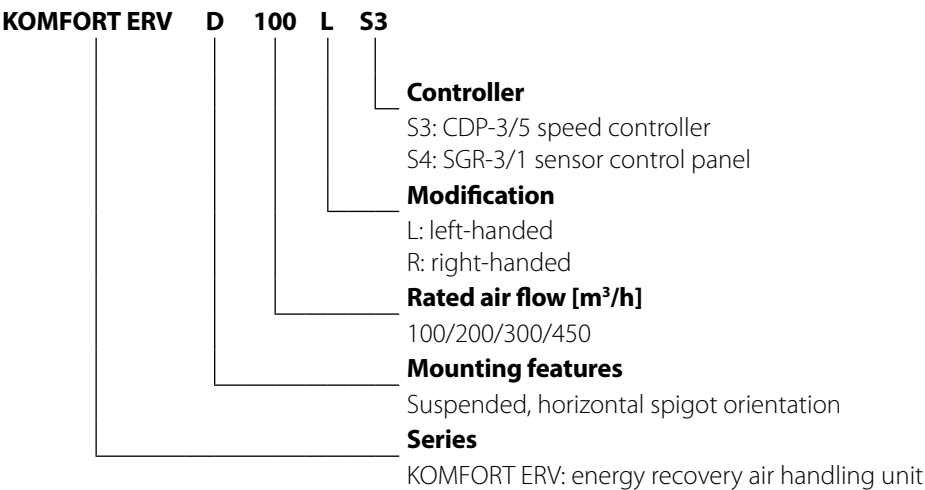 KOMFORT ERV D 100 L S3
Controller
S3: CDP-3/5 speed controller
S4: SGR-3/1 sensor control panel
Modification
L: left-handed
R: right-handed
Rated air flow [m³/h]
100/200/300/450
Mounting features
Suspended, horizontal spigot orientation
Series
KOMFORT ERV: energy recovery air handling unit